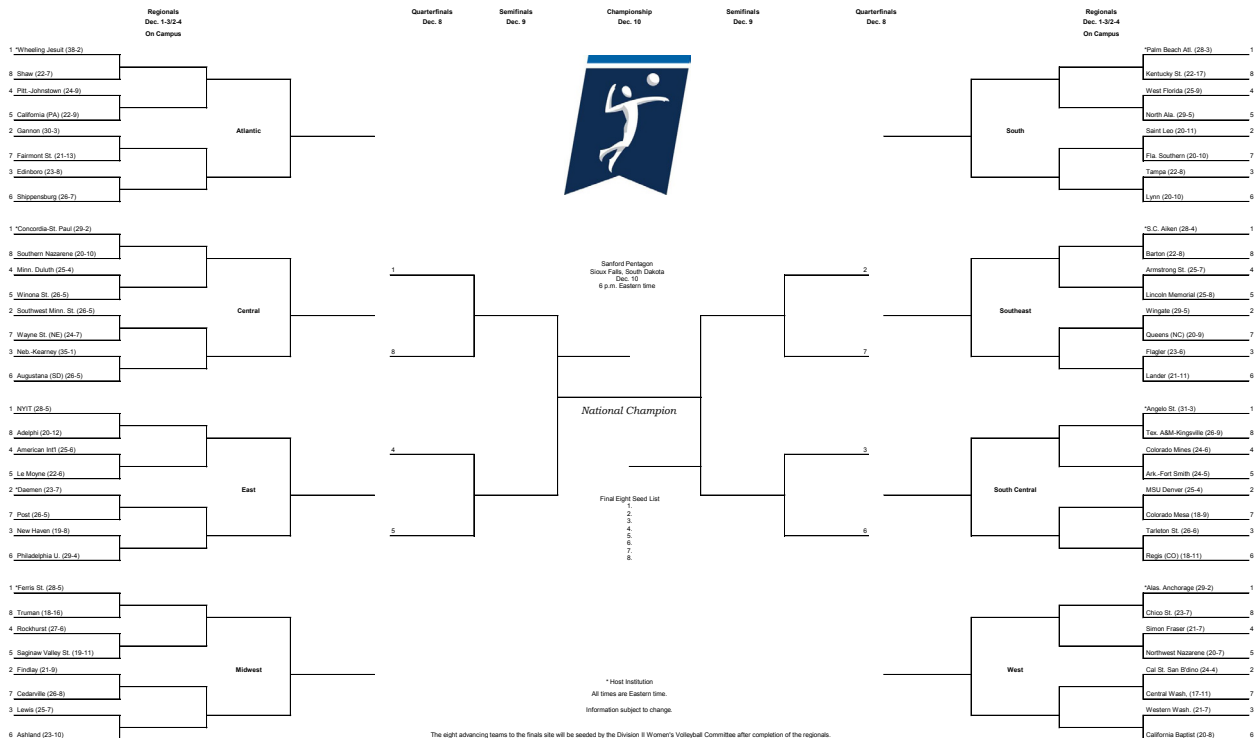 Regionals
Dec. 1-3/2-4
On Campus
Quarterfinals
Dec. 8
Semifinals
Dec. 9
Championship
Dec. 10
Semifinals
Dec. 9
Quarterfinals
Dec. 8
Regionals
Dec. 1-3/2-4
On Campus
1 *Wheeling Jesuit (38-2)
8 Shaw (22-7)
4 Pitt.-Johnstown (24-9)
5 California (PA) (22-9)
2 Gannon (30-3)
7 Fairmont St. (21-13)
3 Edinboro (23-8)
6 Shippensburg (26-7)
Atlantic
1 *Concordia-St. Paul (29-2)
8 Southern Nazarene (20-10)
4 Minn. Duluth (25-4)
5 Winona St. (26-5)
2 Southwest Minn. St. (26-5)
7 Wayne St. (NE) (24-7)
3 Neb.-Kearney (35-1)
6 Augustana (SD) (26-5)
Central
1 NYIT (28-5)
8 Adelphi (20-12)
4 American Int'l (25-6)
5 Le Moyne (22-6)
2 *Daemen (23-7)
7 Post (26-5)
3 New Haven (19-8)
6 Philadelphia U. (29-4)
East
1 *Ferris St. (28-5)
8 Truman (18-16)
4 Rockhurst (27-6)
5 Saginaw Valley St. (19-11)
2 Findlay (21-9)
7 Cedarville (26-8)
3 Lewis (25-7)
6 Ashland (23-10)
Midwest
1
8
4
5
Sanford Pentagon
Sioux Falls, South Dakota
Dec. 10
6 p.m. Eastern time
National Champion
Final Eight Seed List
1.
2.
3.
4.
5.
6.
7.
8.
* Host Institution
All times are Eastern time.
Information subject to change.
The eight advancing teams to the finals site will be seeded by the Division II Women's Volleyball Committee after completion of the regionals.
2
7
3
6
South
*Palm Beach Atl. (28-3) 1
Kentucky St. (22-17) 8
West Florida (25-9) 4
North Ala. (29-5) 5
Saint Leo (20-11) 2
Fla. Southern (20-10) 7
Tampa (22-8) 3
Lynn (20-10) 6
Southeast
*S.C. Aiken (28-4) 1
Barton (22-8) 8
Armstrong St. (25-7) 4
Lincoln Memorial (25-8) 5
Wingate (29-5) 2
Queens (NC) (20-9) 7
Flagler (23-6) 3
Lander (21-11) 6
South Central
*Angelo St. (31-3) 1
Tex. A&M-Kingsville (26-9) 8
Colorado Mines (24-6) 4
Ark.-Fort Smith (24-5) 5
MSU Denver (25-4) 2
Colorado Mesa (18-9) 7
Tarleton St. (26-6) 3
Regis (CO) (18-11) 6
West
*Alas. Anchorage (29-2) 1
Chico St. (23-7) 8
Simon Fraser (21-7) 4
Northwest Nazarene (20-7) 5
Cal St. San B'dino (24-4) 2
Central Wash, (17-11) 7
Western Wash. (21-7) 3
California Baptist (20-8) 6